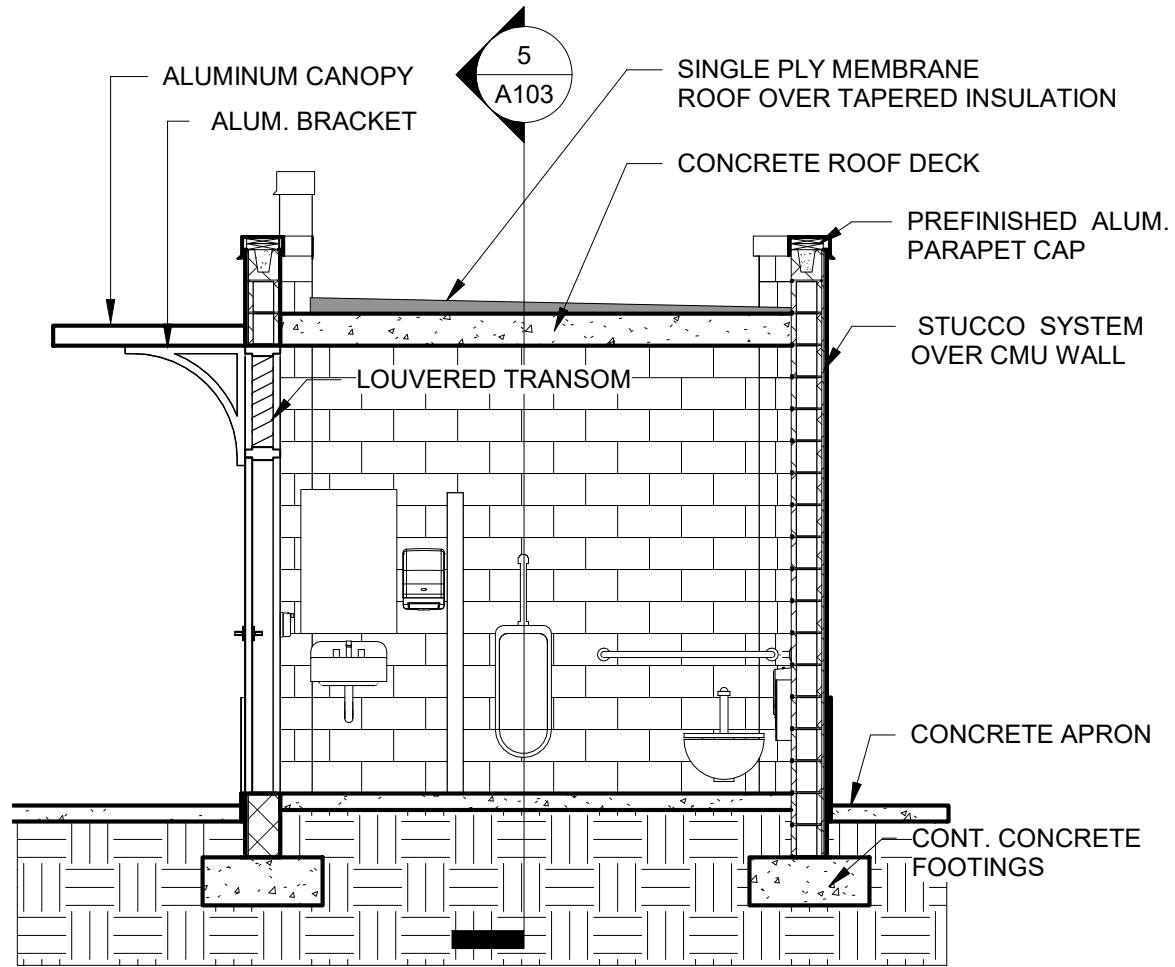 5
A103
ALUMINUM CANOPY
ALUM. BRACKET
SINGLE PLY MEMBRANE
ROOF OVER TAPERED INSULATION
CONCRETE ROOF DECK
PREFINISHED ALUM.
PARAPET CAP
STUCCO SYSTEM
OVER CMU WALL
LOUVERED TRANSOM
CONCRETE APRON
CONT. CONCRETE
FOOTINGS